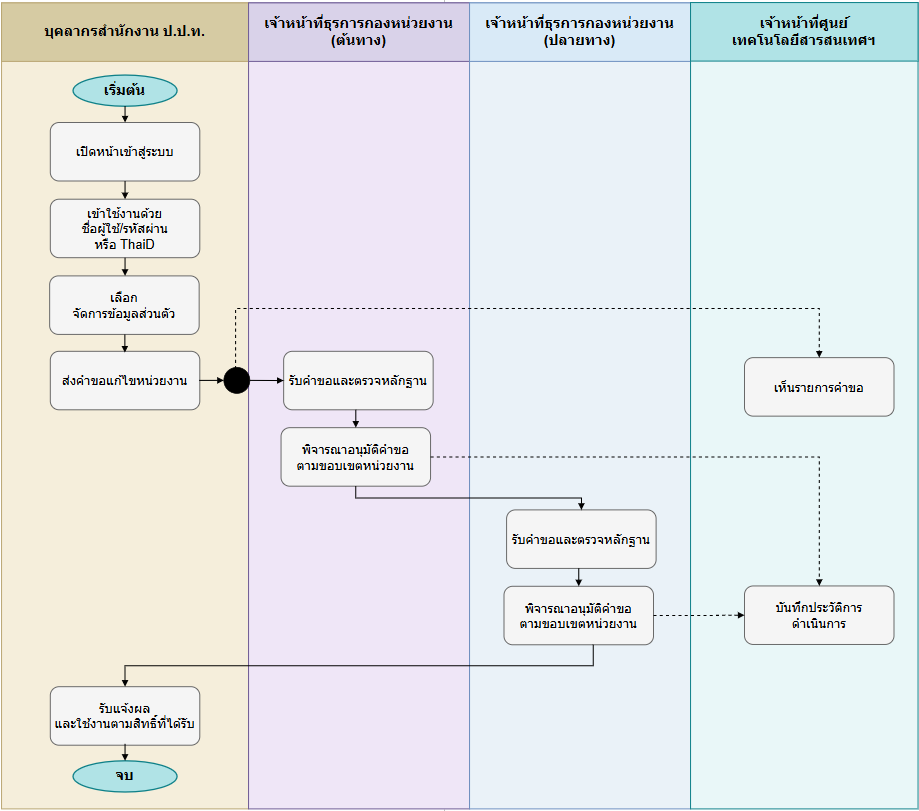 บุคลากรสำนักงาน ป.ป.ท.
เจ้าหน้าที่ธุรการกองหน่วยงาน
(ต้นทาง)
เจ้าหน้าที่ธุรการกองหน่วยงาน
(ปลายทาง)
เจ้าหน้าที่ศูนย์
เทคโนโลยีสารสนเทศฯ
เริ่มต้น
เปิดหน้าเข้าสู่ระบบ
เข้าใช้งานด้วย
ชื่อผู้ใช้/รหัสผ่าน
หรือ ThaiD
เลือก
จัดการข้อมูลส่วนตัว
ส่งคำขอแก้ไขหน่วยงาน
รับคำขอและตรวจหลักฐาน
เห็นรายการคำขอ
พิจารณาอนุมัติคำขอ
ตามขอบเขตหน่วยงาน
รับคำขอและตรวจหลักฐาน
พิจารณาอนุมัติคำขอ
ตามขอบเขตหน่วยงาน
บันทึกประวัติการ
ดำเนินการ
รับแจ้งผล
และใช้งานตามสิทธิ์ที่ได้รับ
จบ